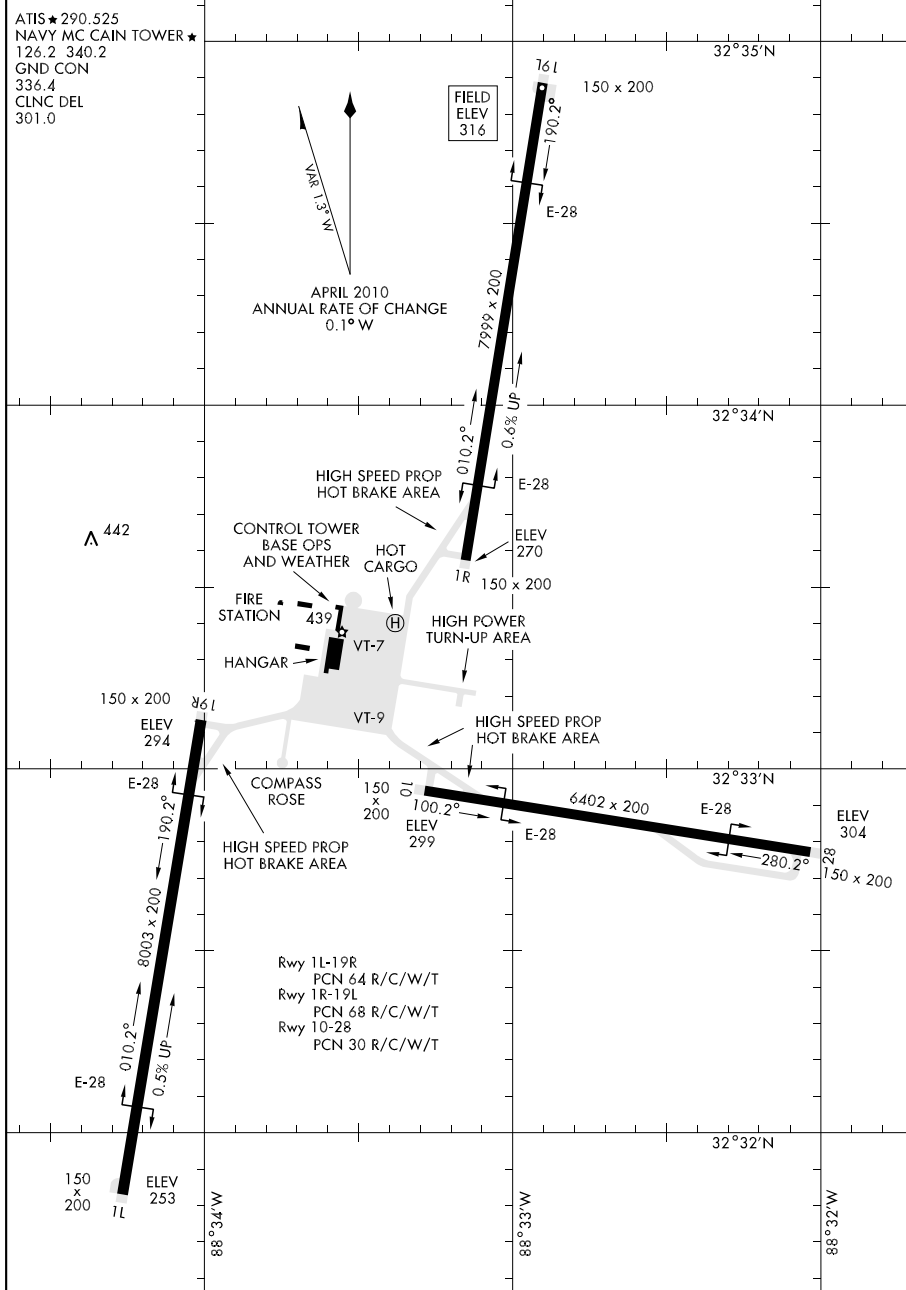 ATIS ★ 290.525
NAVY MC CAIN TOWER ★
126.2 340.2
GND CON
336.4
CLNC DEL
301.0
32°35'N
19L
150 x 200
FIELD
ELEV
316
190.2°
VAR 1.3° W
E-28
APRIL 2010
ANNUAL RATE OF CHANGE
0.1° W
7999 x 200
32°34'N
010.2°
0.6% UP
HIGH SPEED PROP
HOT BRAKE AREA
E-28
442
CONTROL TOWER
BASE OPS
AND WEATHER
HOT
CARGO
ELEV
270
1R
150 x 200
FIRE
STATION
439
H
HIGH POWER
TURN-UP AREA
VT-7
HANGAR
150 x 200
19R
ELEV
294
VT-9
HIGH SPEED PROP
HOT BRAKE AREA
32°33'N
E-28
COMPASS
ROSE
150
x
200
10
100.2°
ELEV
299
6402 x 200
E-28
E-28
ELEV
304
190.2°
HIGH SPEED PROP
HOT BRAKE AREA
280.2°
28
150 x 200
8003 x 200
Rwy 1L-19R
PCN 64 R/C/W/T
Rwy 1R-19L
PCN 68 R/C/W/T
Rwy 10-28
PCN 30 R/C/W/T
010.2°
0.5% UP
E-28
32°32'N
150
x
200
ELEV
253
1L
88°34'W
88°33'W
88°32'W